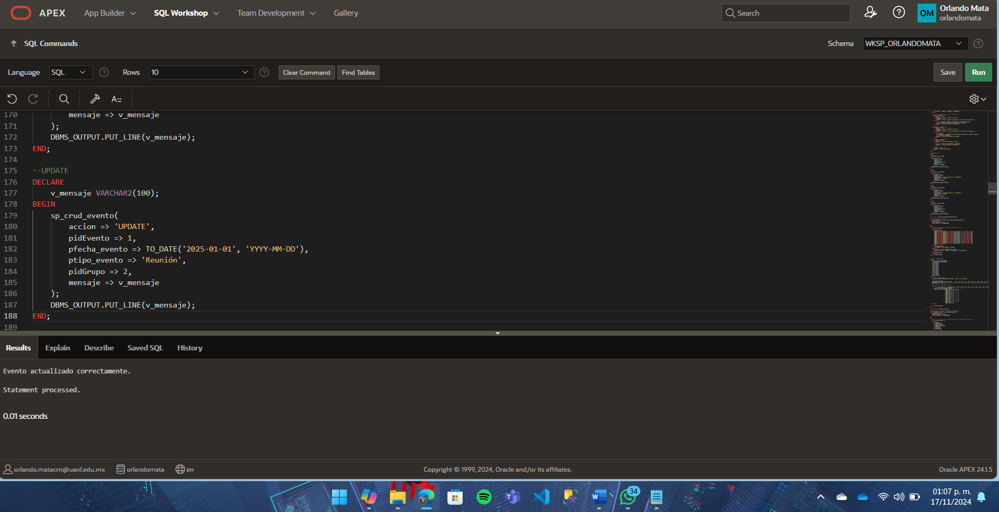 APEX App Builder SQL Workshop Team Development Gallery Search OM Orlando Mata
orlandomata
SQL Commands Schema WKSP_ORLANDOMATA
Language SQL Rows 10 Clear Command Find Tables Save Run
170 mensaje => v_mensaje
171 );
172 DBMS_OUTPUT.PUT_LINE(v_mensaje);
173 END;
174
175 --UPDATE
176 DECLARE
177 v_mensaje VARCHAR2(100);
178 BEGIN
179 sp_crud_evento(
180 accion => 'UPDATE',
181 pidEvento => 1,
182 pfecha_evento => TO_DATE('2025-01-01', 'YYYY-MM-DD'),
183 ptipo_evento => 'Reunión',
184 pidGrupo => 2,
185 mensaje => v_mensaje
186 );
187 DBMS_OUTPUT.PUT_LINE(v_mensaje);
188 END;
189
Results Explain Describe Saved SQL History
Evento actualizado correctamente.
Statement processed.
0.01 seconds
orlando.matacrn@uanl.edu.mx orlandomata en Copyright © 1999, 2024, Oracle and/or its affiliates. Oracle APEX 24.1.5
34
01:07 p. m.
17/11/2024